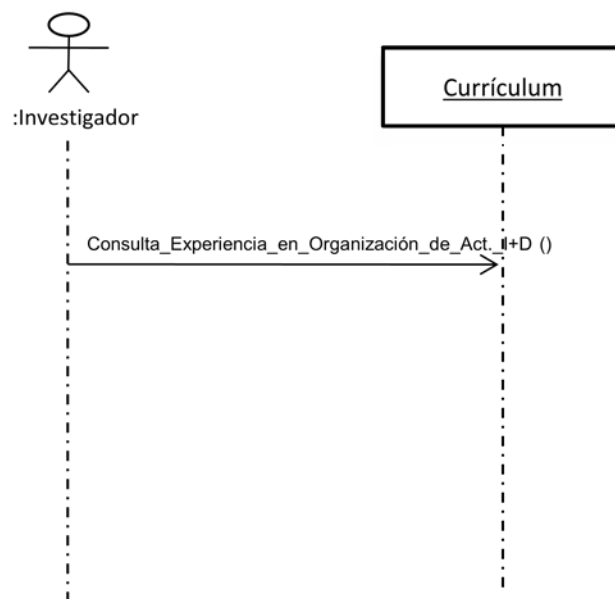 Currículum
:Investigador
Consulta_Experiencia_en_Organización_de_Act._I+D ()